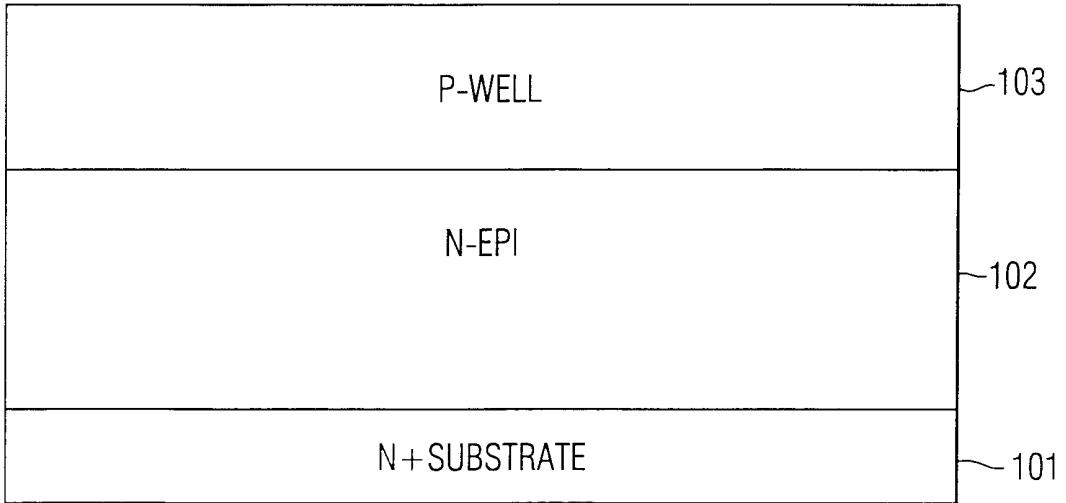 P-WELL
103
N-EPI
102
N+SUBSTRATE
101